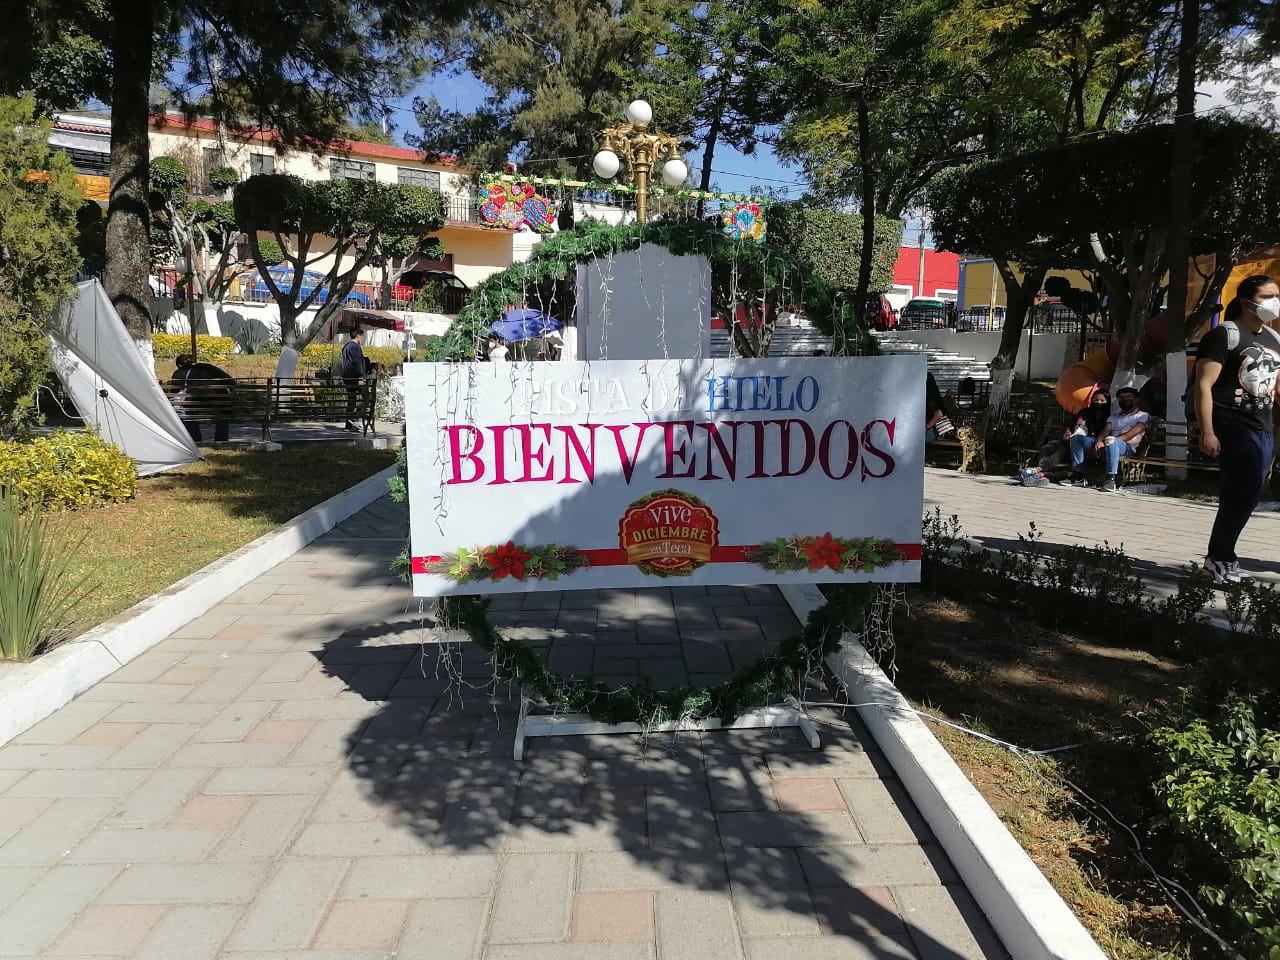 PISTA DE HIELO
BIENVENIDOS
ViVe
DICIEMBRE
en Teca